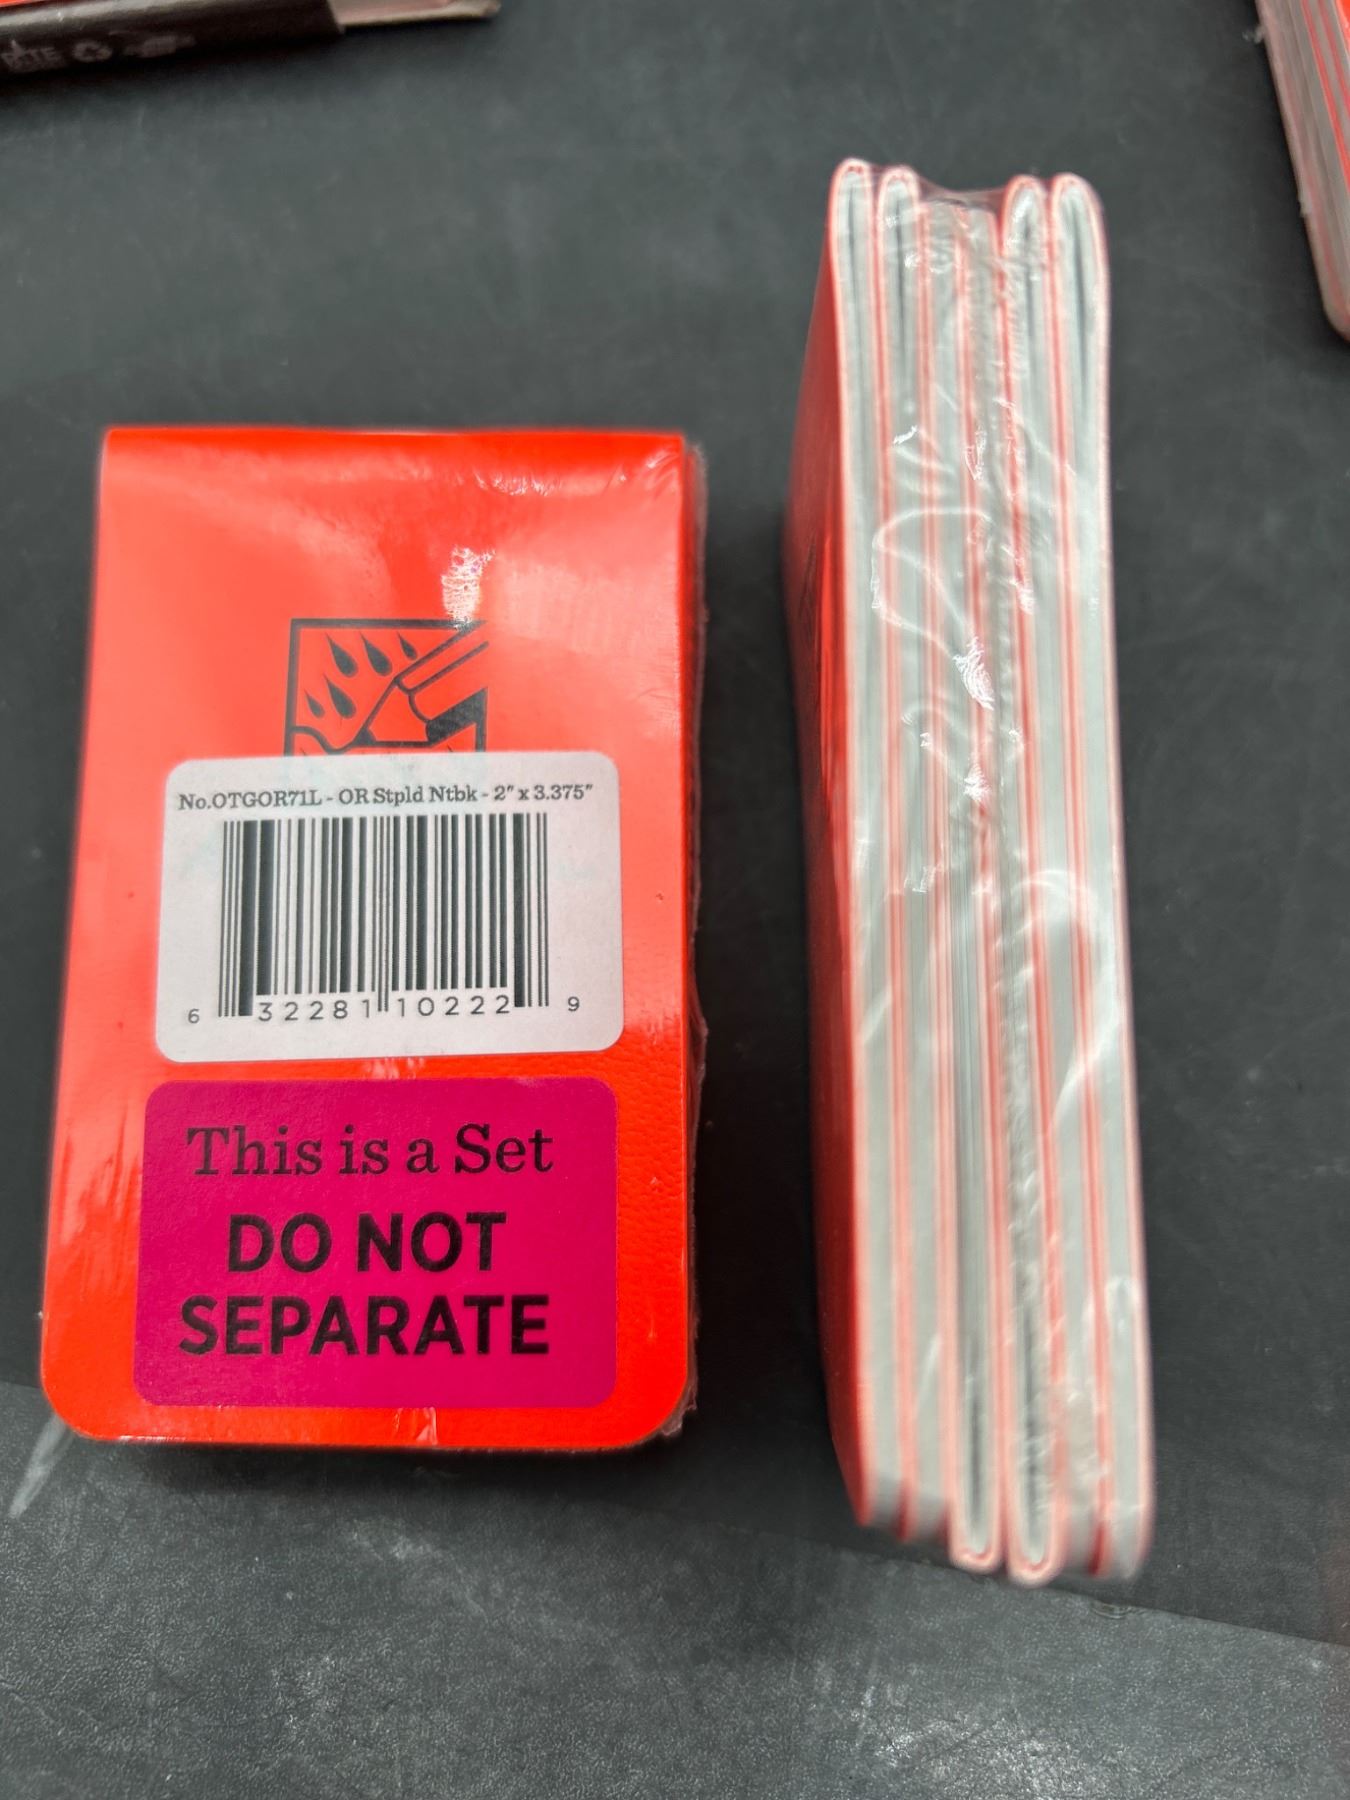 No.OTGOR71L - OR Stpld Ntbk - 2" x 3.375"
6 32281 10222 9
This is a Set
DO NOT
SEPARATE